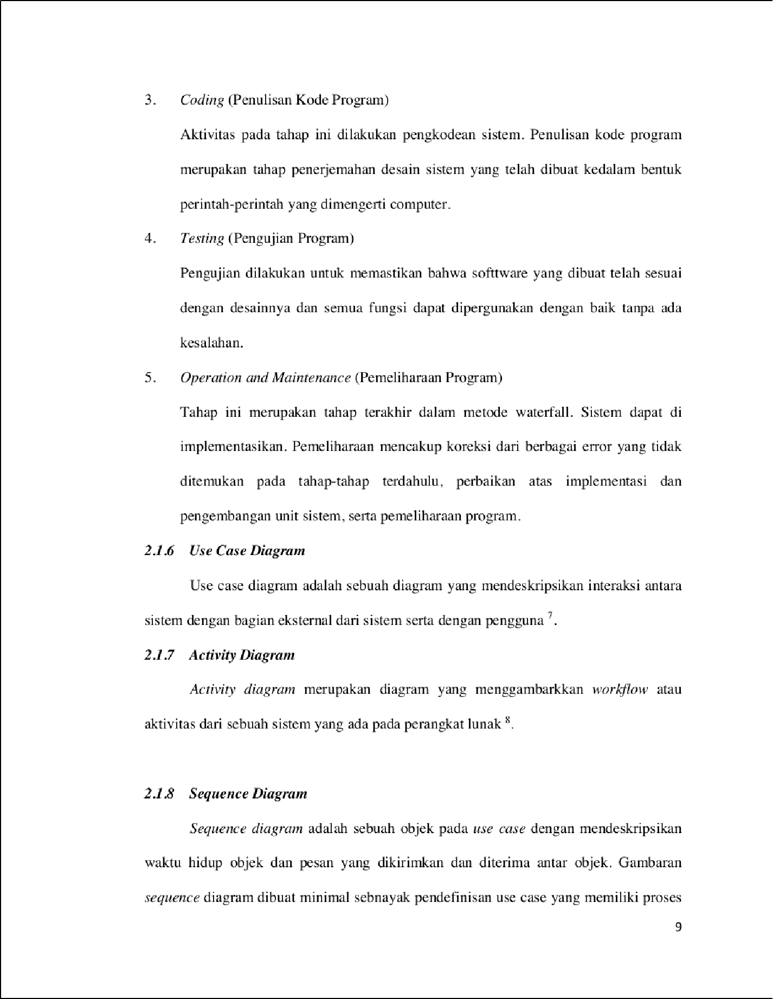 3. Coding (Penulisan Kode Program)
Aktivitas pada tahap ini dilakukan pengkodean sistem. Penulisan kode program
merupakan tahap penerjemahan desain sistem yang telah dibuat kedalam bentuk
perintah-perintah yang dimengerti computer.
4. Testing (Pengujian Program)
Pengujian dilakukan untuk memastikan bahwa softtware yang dibuat telah sesuai
dengan desainnya dan semua fungsi dapat dipergunakan dengan baik tanpa ada
kesalahan.
5. Operation and Maintenance (Pemeliharaan Program)
Tahap ini merupakan tahap terakhir dalam metode waterfall. Sistem dapat di
implementasikan. Pemeliharaan mencakup koreksi dari berbagai error yang tidak
ditemukan pada tahap-tahap terdahulu, perbaikan atas implementasi dan
pengembangan unit sistem, serta pemeliharaan program.
2.1.6 Use Case Diagram
Use case diagram adalah sebuah diagram yang mendeskripsikan interaksi antara
sistem dengan bagian eksternal dari sistem serta dengan pengguna 7.
2.1.7 Activity Diagram
Activity diagram merupakan diagram yang menggambarkkan workflow atau
aktivitas dari sebuah sistem yang ada pada perangkat lunak 8.
2.1.8 Sequence Diagram
Sequence diagram adalah sebuah objek pada use case dengan mendeskripsikan
waktu hidup objek dan pesan yang dikirimkan dan diterima antar objek. Gambaran
sequence diagram dibuat minimal sebnayak pendefinisan use case yang memiliki proses
9